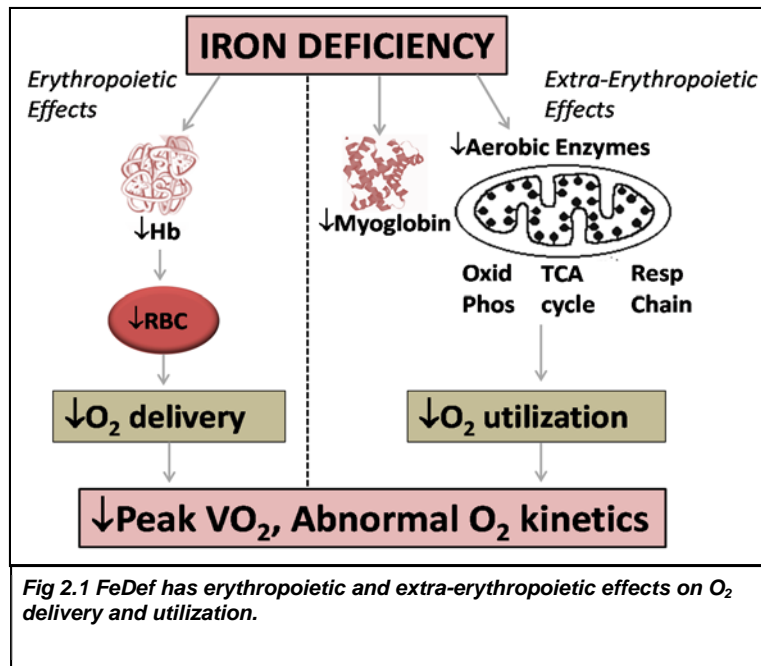 IRON DEFICIENCY
Erythropoietic
Effects
Extra-Erythropoietic
Effects
↓Hb
↓RBC
↓O₂ delivery
↓Myoglobin
↓Aerobic Enzymes
Oxid TCA Resp
Phos cycle Chain
↓O₂ utilization
↓Peak VO₂, Abnormal O₂ kinetics
Fig 2.1 FeDef has erythropoietic and extra-erythropoietic effects on O₂
delivery and utilization.